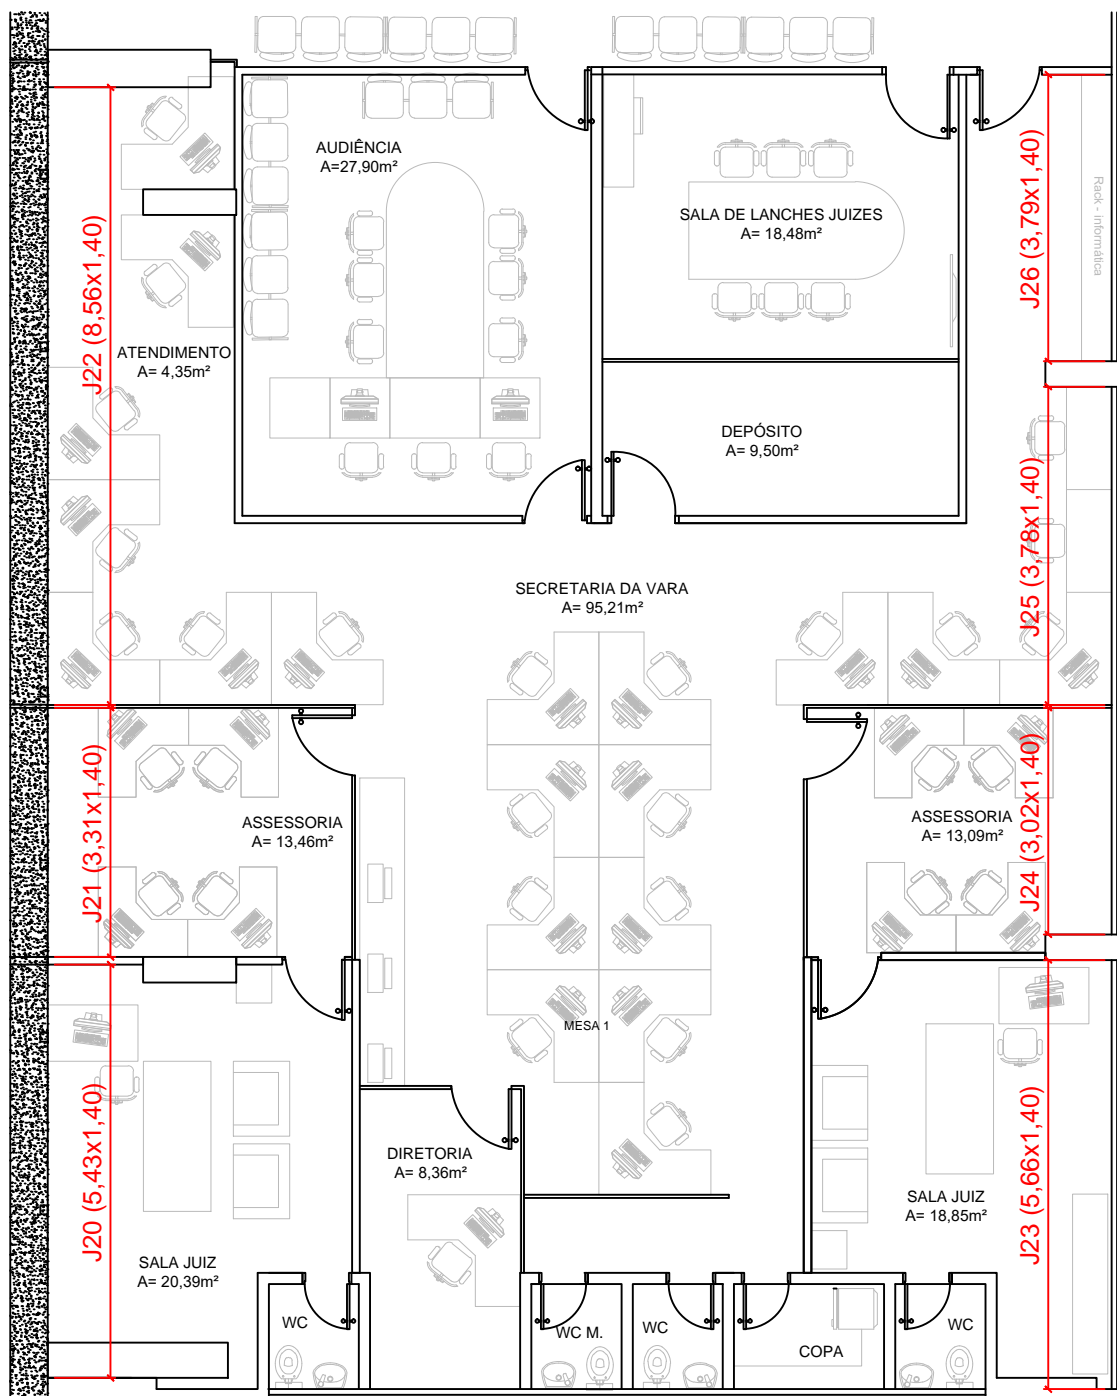 AUDIÊNCIA
A=27,90m²
SALA DE LANCHES JUIZES
A= 18,48m²
Rack - informática
J26 (3,79x1,40)
J22 (8,56x1,40)
ATENDIMENTO
A= 4,35m²
DEPÓSITO
A= 9,50m²
J25 (3,78x1,40)
SECRETARIA DA VARA
A= 95,21m²
J21 (3,31x1,40)
ASSESSORIA
A= 13,46m²
ASSESSORIA
A= 13,09m²
J24 (3,02x1,40)
MESA 1
J20 (5,43x1,40)
DIRETORIA
A= 8,36m²
SALA JUIZ
A= 18,85m²
J23 (5,66x1,40)
SALA JUIZ
A= 20,39m²
WC
WC M.
WC
COPA
WC